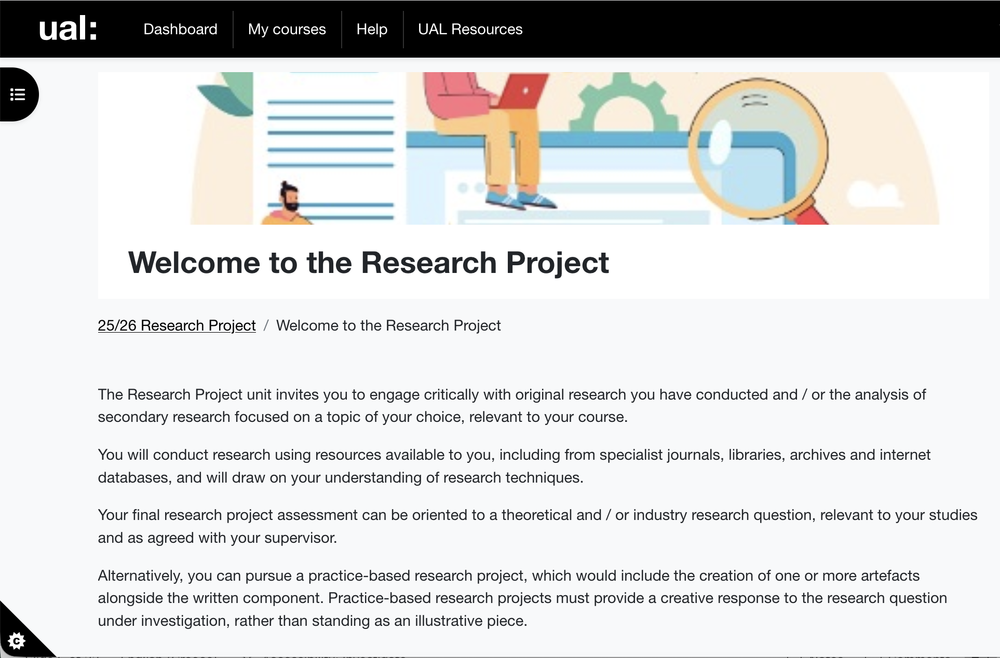 ual:
Dashboard
My courses
Help
UAL Resources
Welcome to the Research Project
25/26 Research Project / Welcome to the Research Project
The Research Project unit invites you to engage critically with original research you have conducted and / or the analysis of
secondary research focused on a topic of your choice, relevant to your course.
You will conduct research using resources available to you, including from specialist journals, libraries, archives and internet
databases, and will draw on your understanding of research techniques.
Your final research project assessment can be oriented to a theoretical and / or industry research question, relevant to your studies
and as agreed with your supervisor.
Alternatively, you can pursue a practice-based research project, which would include the creation of one or more artefacts
alongside the written component. Practice-based research projects must provide a creative response to the research question
under investigation, rather than standing as an illustrative piece.
C